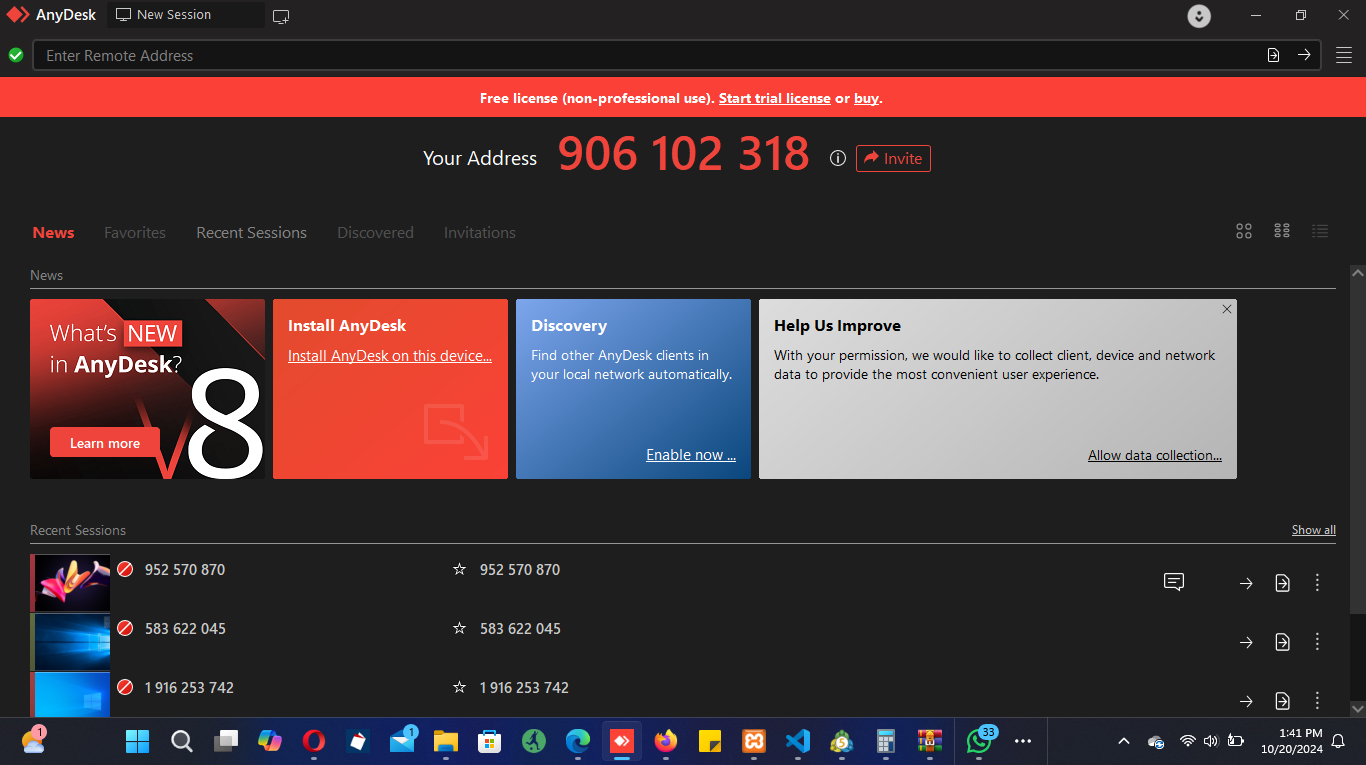 AnyDesk
New Session
Enter Remote Address
Free license (non-professional use). Start trial license or buy.
Your Address 906 102 318 Invite
News Favorites Recent Sessions Discovered Invitations
News
What's NEW
in AnyDesk?
8
Learn more
Install AnyDesk
Install AnyDesk on this device...
Discovery
Find other AnyDesk clients in
your local network automatically.
Enable now ...
Help Us Improve
With your permission, we would like to collect client, device and network
data to provide the most convenient user experience.
Allow data collection...
Recent Sessions Show all
952 570 870 952 570 870
583 622 045 583 622 045
1 916 253 742 1 916 253 742
1
1
33
1:41 PM
10/20/2024